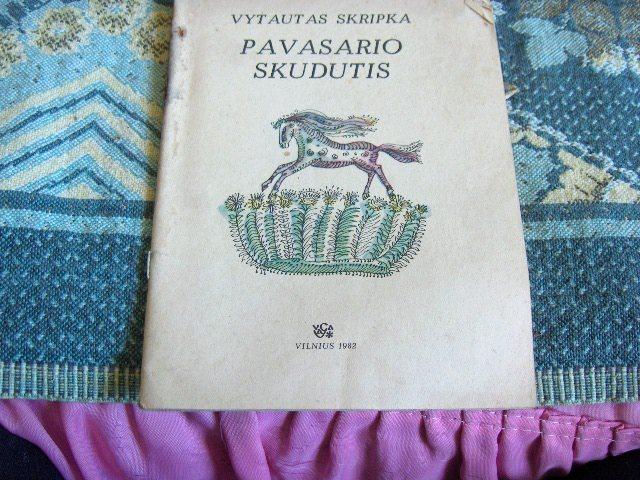 VYTAUTAS SKRIPKA
PAVASARIO
SKUDUTIS
VILNIUS 1982